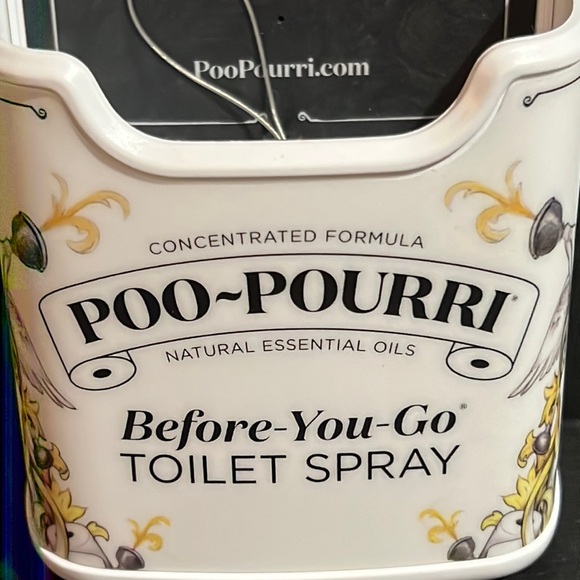 PooPourri.com
CONCENTRATED FORMULA
POO~POURRI®
NATURAL ESSENTIAL OILS
Before-You-Go®
TOILET SPRAY